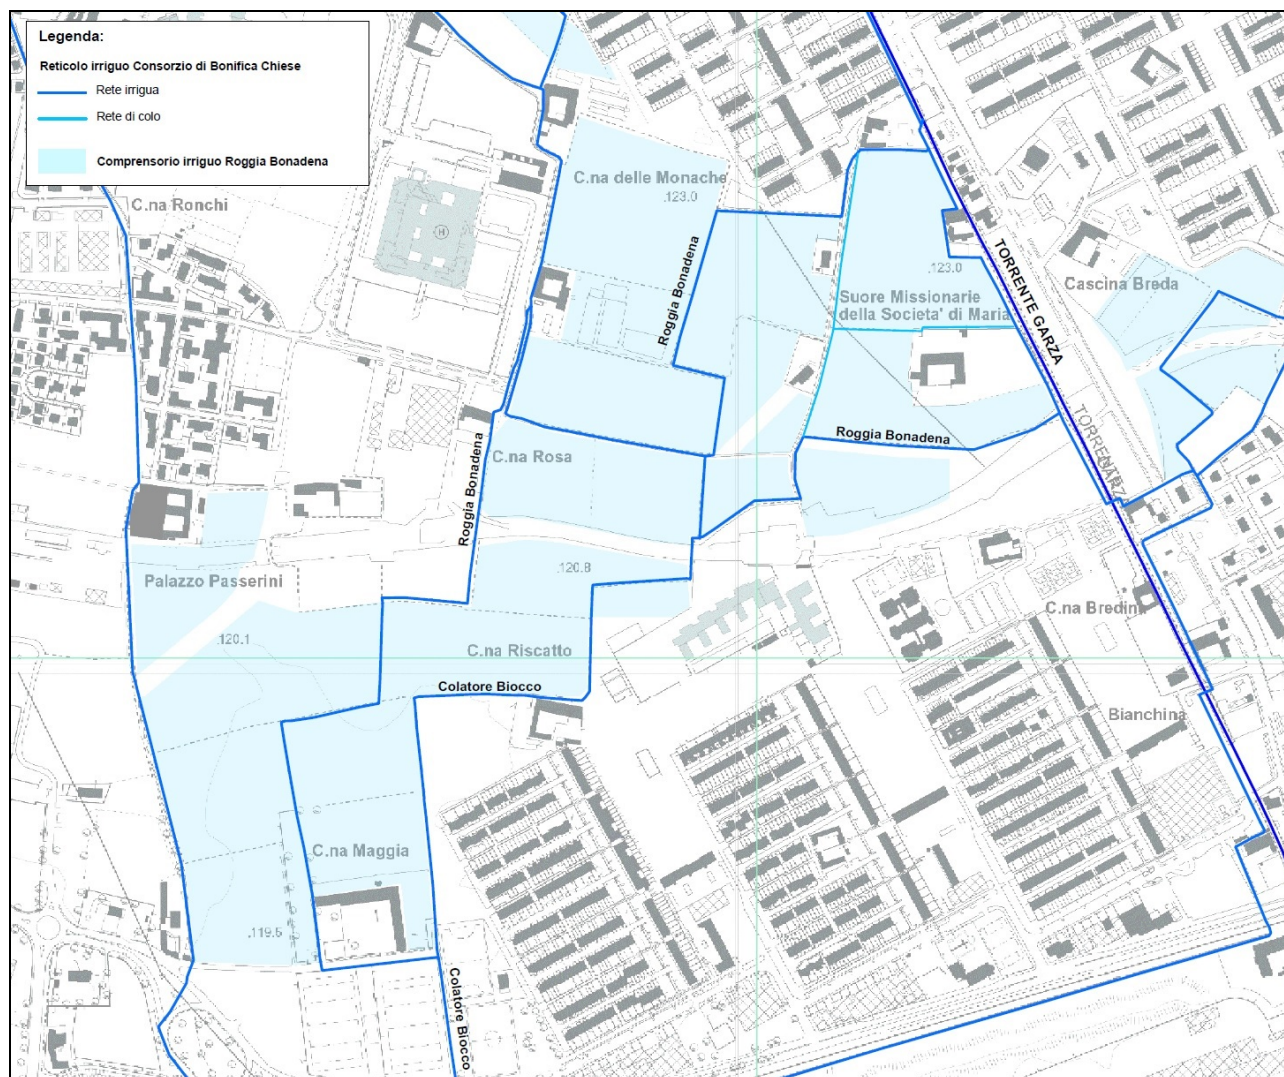 Legenda:
Reticolo irriguo Consorzio di Bonifica Chiese
Rete irrigua
Rete di colo
Comprensorio irriguo Roggia Bonadena
C.na Ronchi
H
C.na delle Monache
.123.0
Roggia Bonadena
.123.0
Suore Missionarie
della Societa' di Maria
TORRENTE GARZA
Cascina Breda
TORRENTE
GARZA
Roggia Bonadena
C.na Rosa
Roggia Bonadena
Palazzo Passerini
.120.8
.120.1
C.na Riscatto
C.na Bredina
Colatore Biocco
Bianchina
C.na Maggia
.119.5
Colatore Biocco